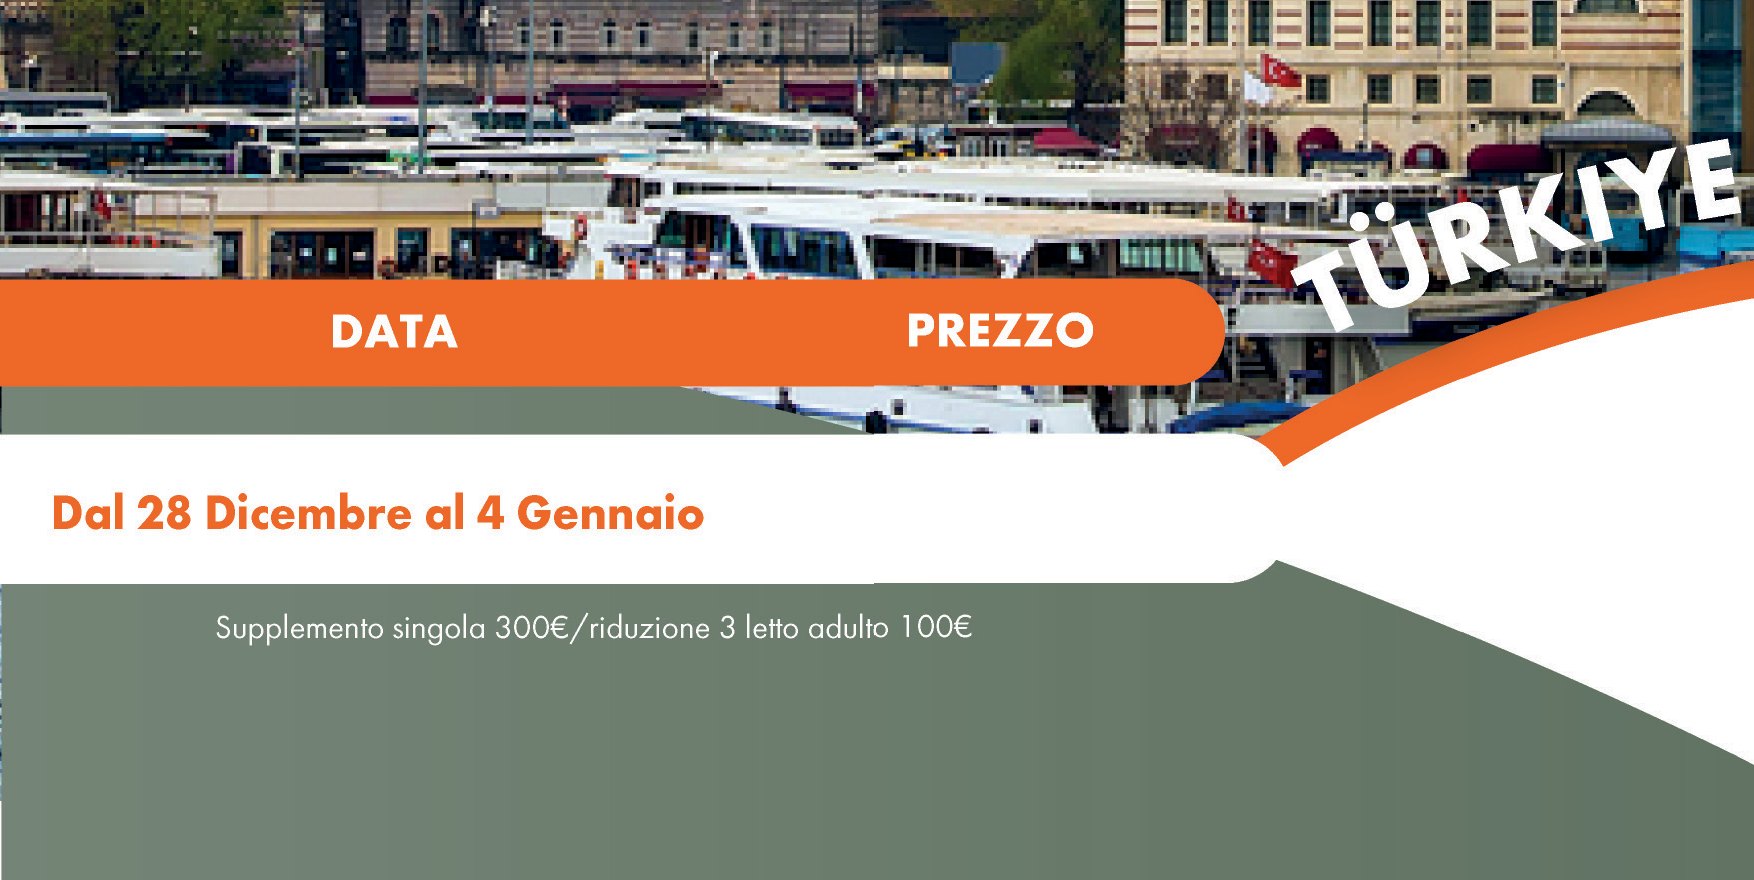 TÜRKIYE
DATA PREZZO
Dal 28 Dicembre al 4 Gennaio
Supplemento singola 300€/riduzione 3 letto adulto 100€